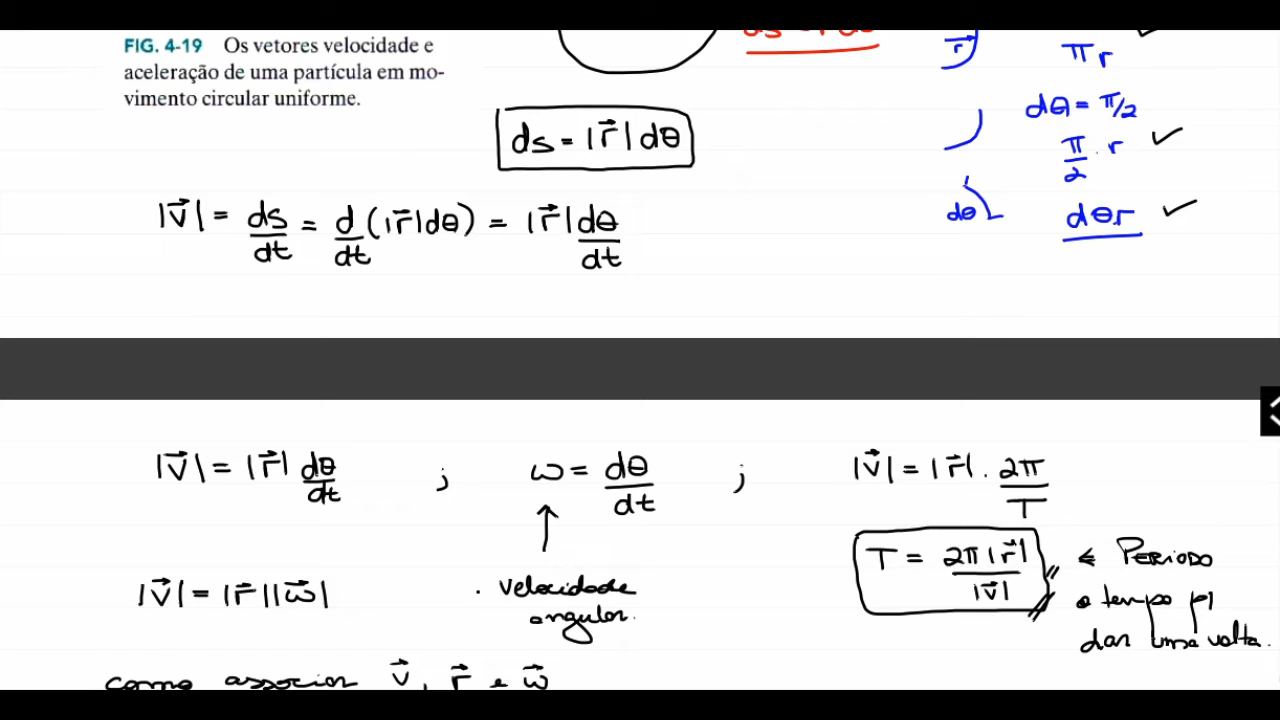 FIG. 4-19 Os vetores velocidade e
aceleração de uma partícula em mo-
vimento circular uniforme.
ds = |r⃗| dθ
r⃗
πr
dθ = π/2
π/2 · r
dθ
dθr
|v⃗| = ds/dt = d/dt (|r⃗|dθ) = |r⃗| dθ/dt
|v⃗| = |r⃗| dθ/dt ; ω = dθ/dt ; |v⃗| = |r⃗| · 2π/T
T = 2π|r⃗|/|v⃗| ← PERIODO
o tempo p/
dar uma volta.
|v⃗| = |r⃗||ω⃗|
velocidade
angular.
como associar v⃗, r⃗ e ω⃗